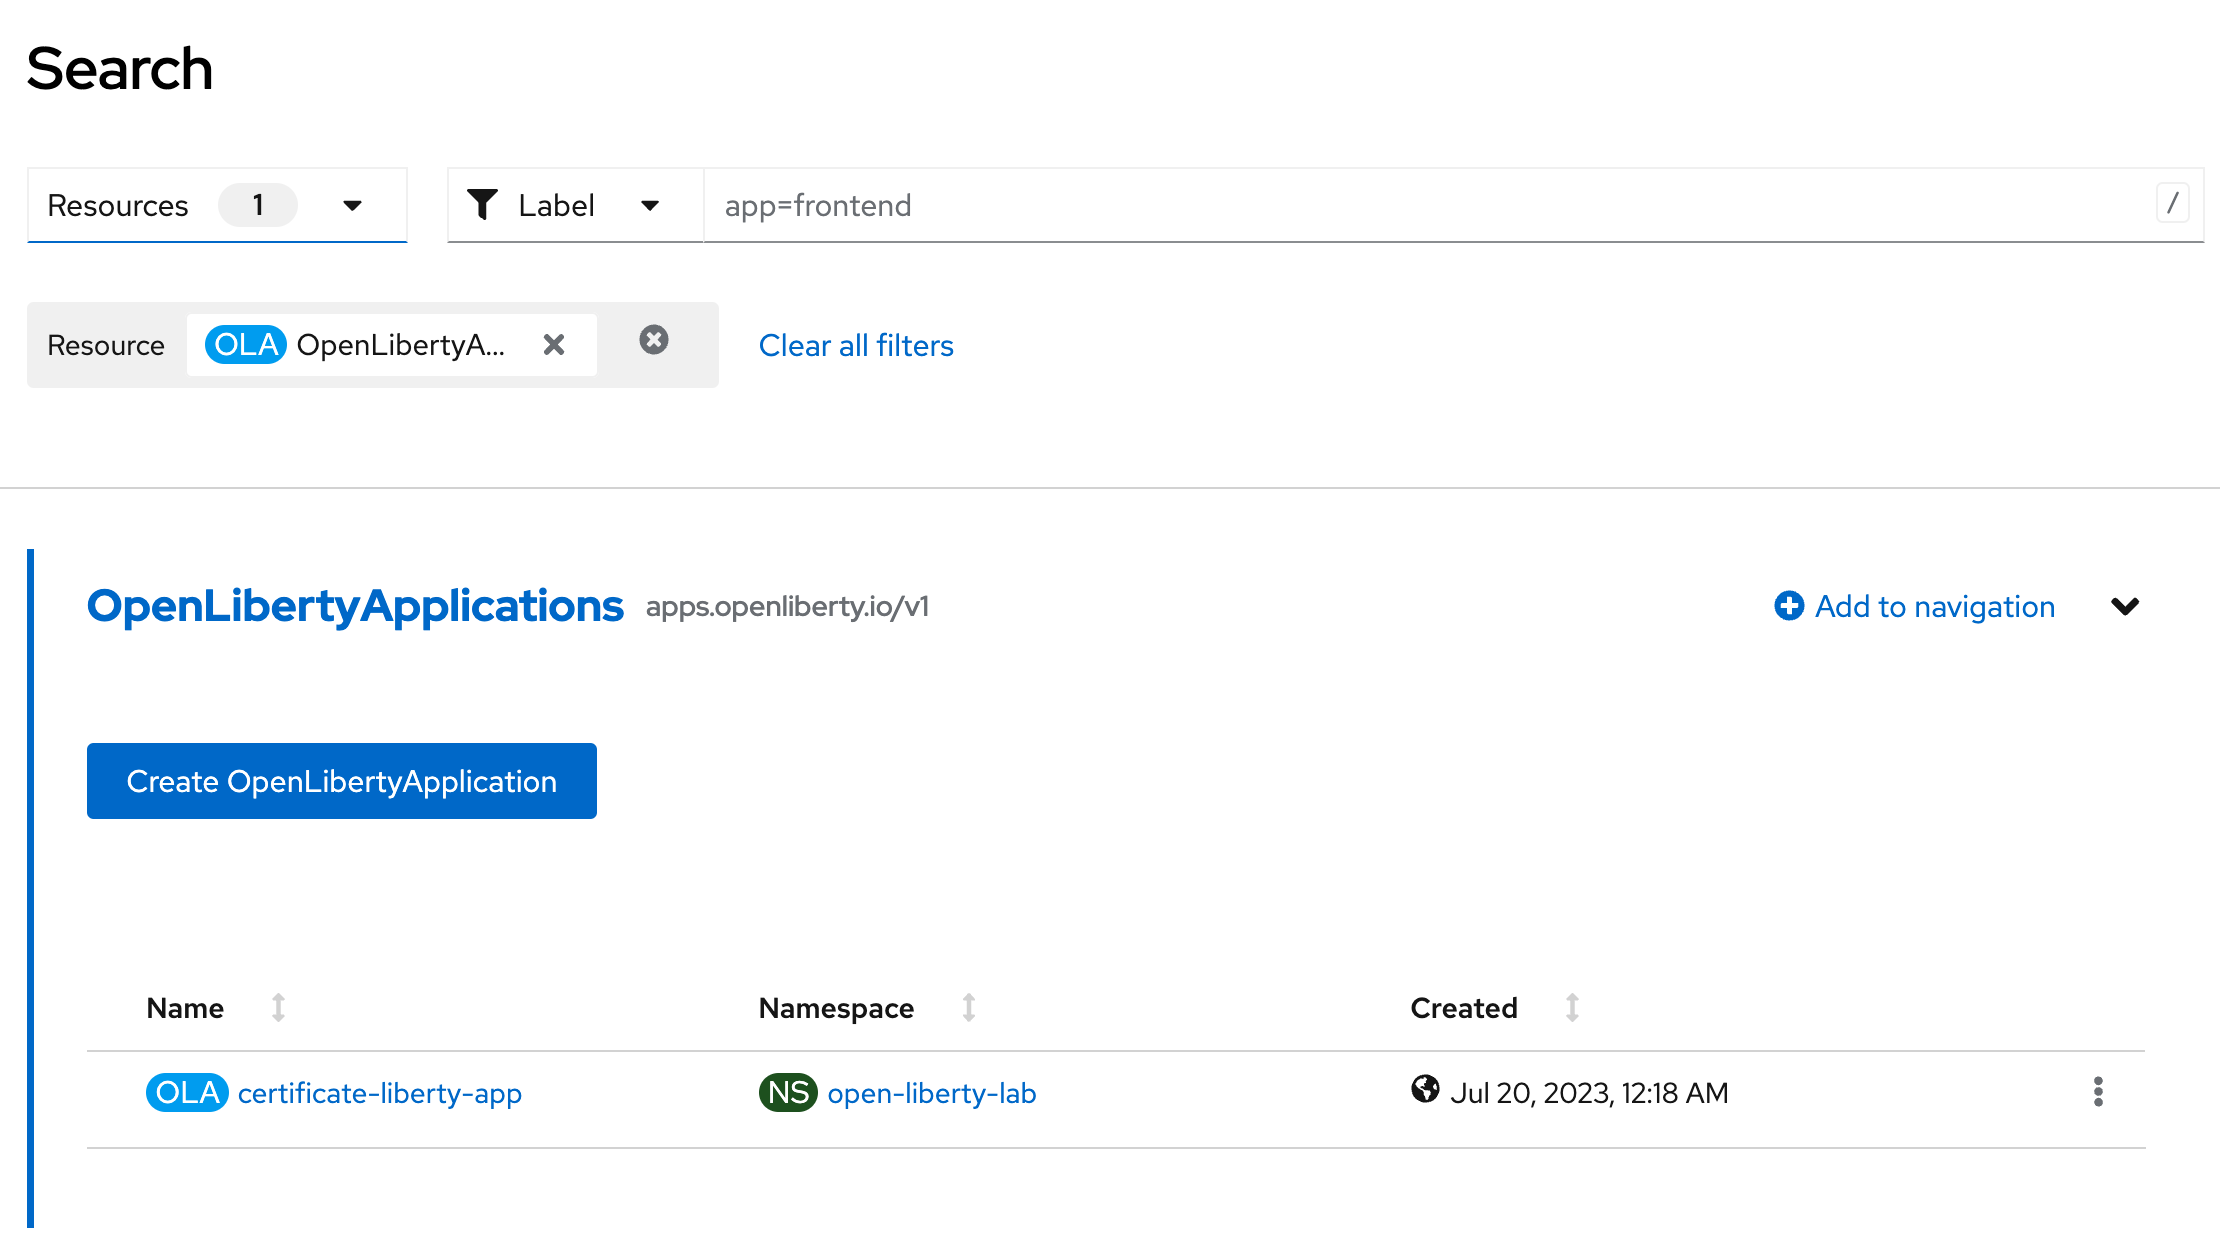 Search
Resources 1 Label app=frontend /
Resource OLA OpenLibertyA... Clear all filters
OpenLibertyApplications apps.openliberty.io/v1 Add to navigation
Create OpenLibertyApplication
Name Namespace Created
OLA certificate-liberty-app NS open-liberty-lab Jul 20, 2023, 12:18 AM